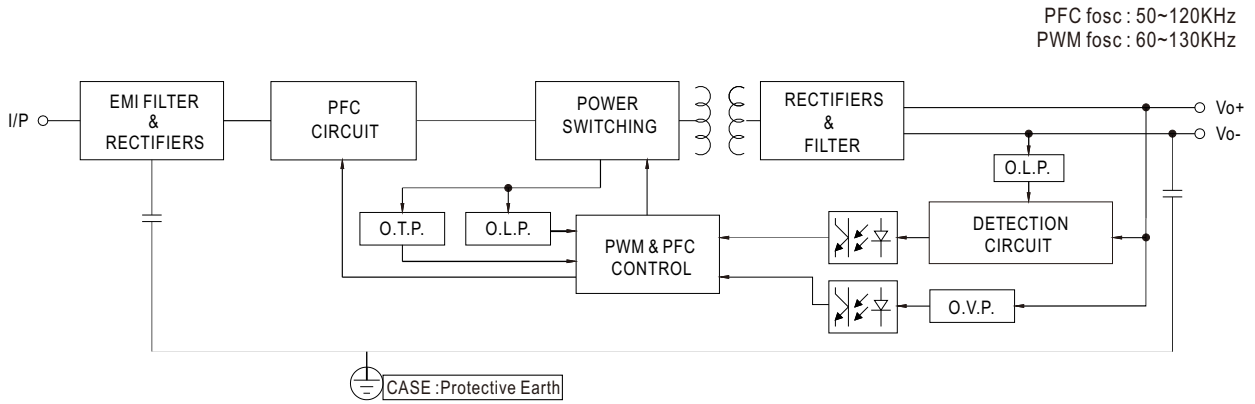 PFC fosc : 50~120KHz
PWM fosc : 60~130KHz
I/P
EMI FILTER
&
RECTIFIERS
PFC
CIRCUIT
POWER
SWITCHING
RECTIFIERS
&
FILTER
Vo+
Vo-
O.L.P.
O.T.P.
O.L.P.
PWM & PFC
CONTROL
DETECTION
CIRCUIT
O.V.P.
CASE :Protective Earth